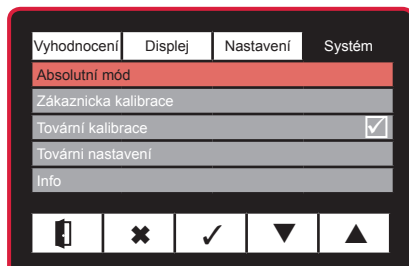 Vyhodnocení Displej Nastavení Systém
Absolutní mód
Zákaznicka kalibrace
Tovární kalibrace
Továrni nastavení
Info